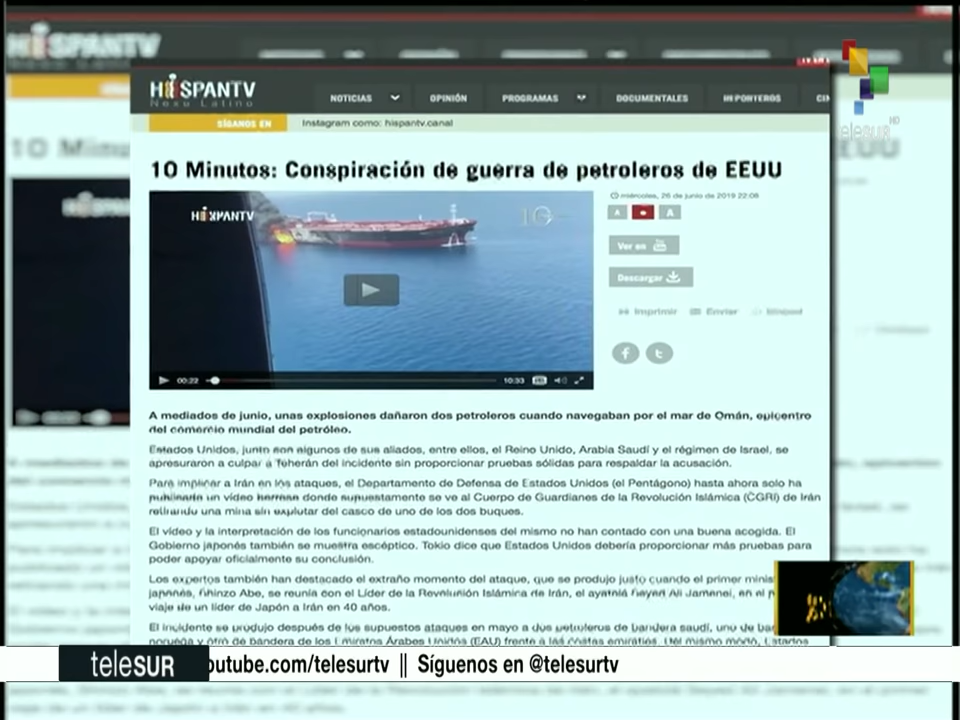 HISPANTV
HISPANTV
Nexo Latino
NOTICIAS
OPINIÓN
PROGRAMAS
DOCUMENTALES
REPORTEROS
teleSUR HD
SÍGANOS EN
Instagram como: hispantv.canal
10 Minutos: Conspiración de guerra de petroleros de EEUU
miércoles, 26 de junio de 2019 22:08
HISPANTV
10
A
A
Ver en You
Descargar
Imprimir
Enviar
00:22
10:33
A mediados de junio, unas explosiones dañaron dos petroleros cuando navegaban por el mar de Omán, epicentro
del comercio mundial del petróleo.
Estados Unidos, junto con algunos de sus aliados, entre ellos, el Reino Unido, Arabia Saudí y el régimen de Israel, se
apresuraron a culpar a Teherán del incidente sin proporcionar pruebas sólidas para respaldar la acusación.
Para implicar a Irán en los ataques, el Departamento de Defensa de Estados Unidos (el Pentágono) hasta ahora solo ha
publicado un vídeo borroso donde supuestamente se ve al Cuerpo de Guardianes de la Revolución Islámica (CGRI) de Irán
retirando una mina sin explotar del casco de uno de los dos buques.
El vídeo y la interpretación de los funcionarios estadounidenses del mismo no han contado con una buena acogida. El
Gobierno japonés también se muestra escéptico. Tokio dice que Estados Unidos debería proporcionar más pruebas para
poder apoyar oficialmente su conclusión.
Los expertos también han destacado el extraño momento del ataque, que se produjo justo cuando el primer minis
japonés, Shinzo Abe, se reunía con el Líder de la Revolución Islámica de Irán, el ayatolá Seyed Ali Jamenei, en el p
viaje de un líder de Japón a Irán en 40 años.
El incidente se produjo después de los supuestos ataques en mayo a dos petroleros de bandera saudí, uno de ban
noruega y otro de bandera de los Emiratos Árabes Unidos (EAU) frente a las costas emiratíes. Del mismo modo, Estados
teleSUR
outube.com/telesurtv || Síguenos en @telesurtv